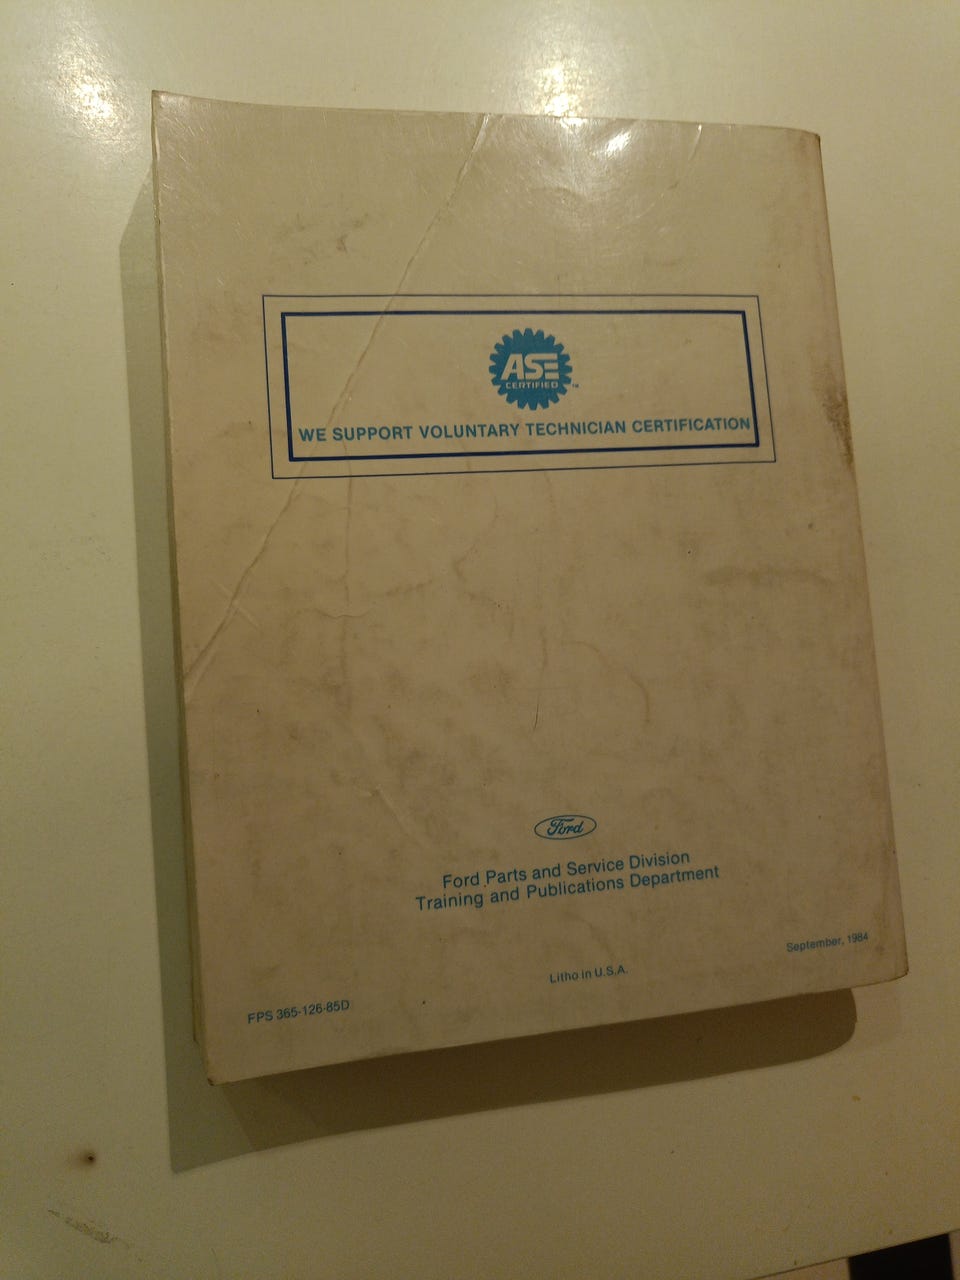 ASE
CERTIFIED
TM
WE SUPPORT VOLUNTARY TECHNICIAN CERTIFICATION
Ford
Ford Parts and Service Division
Training and Publications Department
September, 1984
Litho in U.S.A.
FPS 365-126-85D